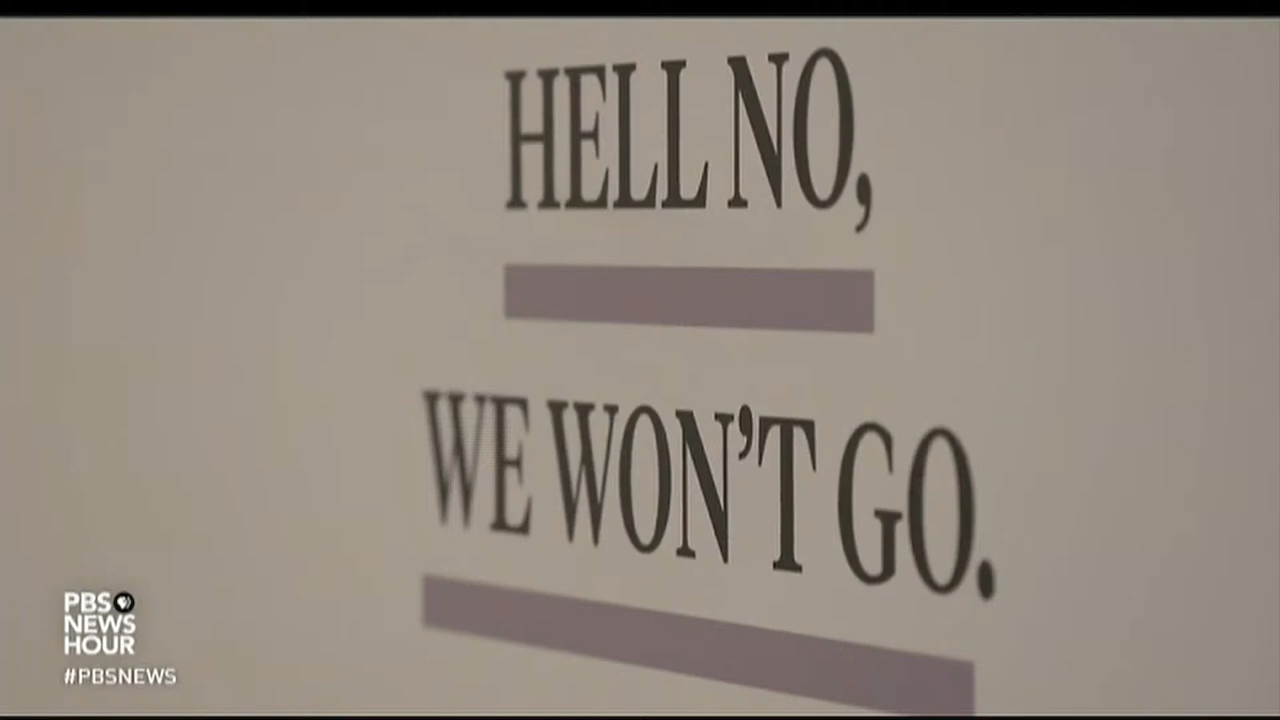 HELL NO,
WE WON'T GO.
PBS
NEWS
HOUR
#PBSNEWS